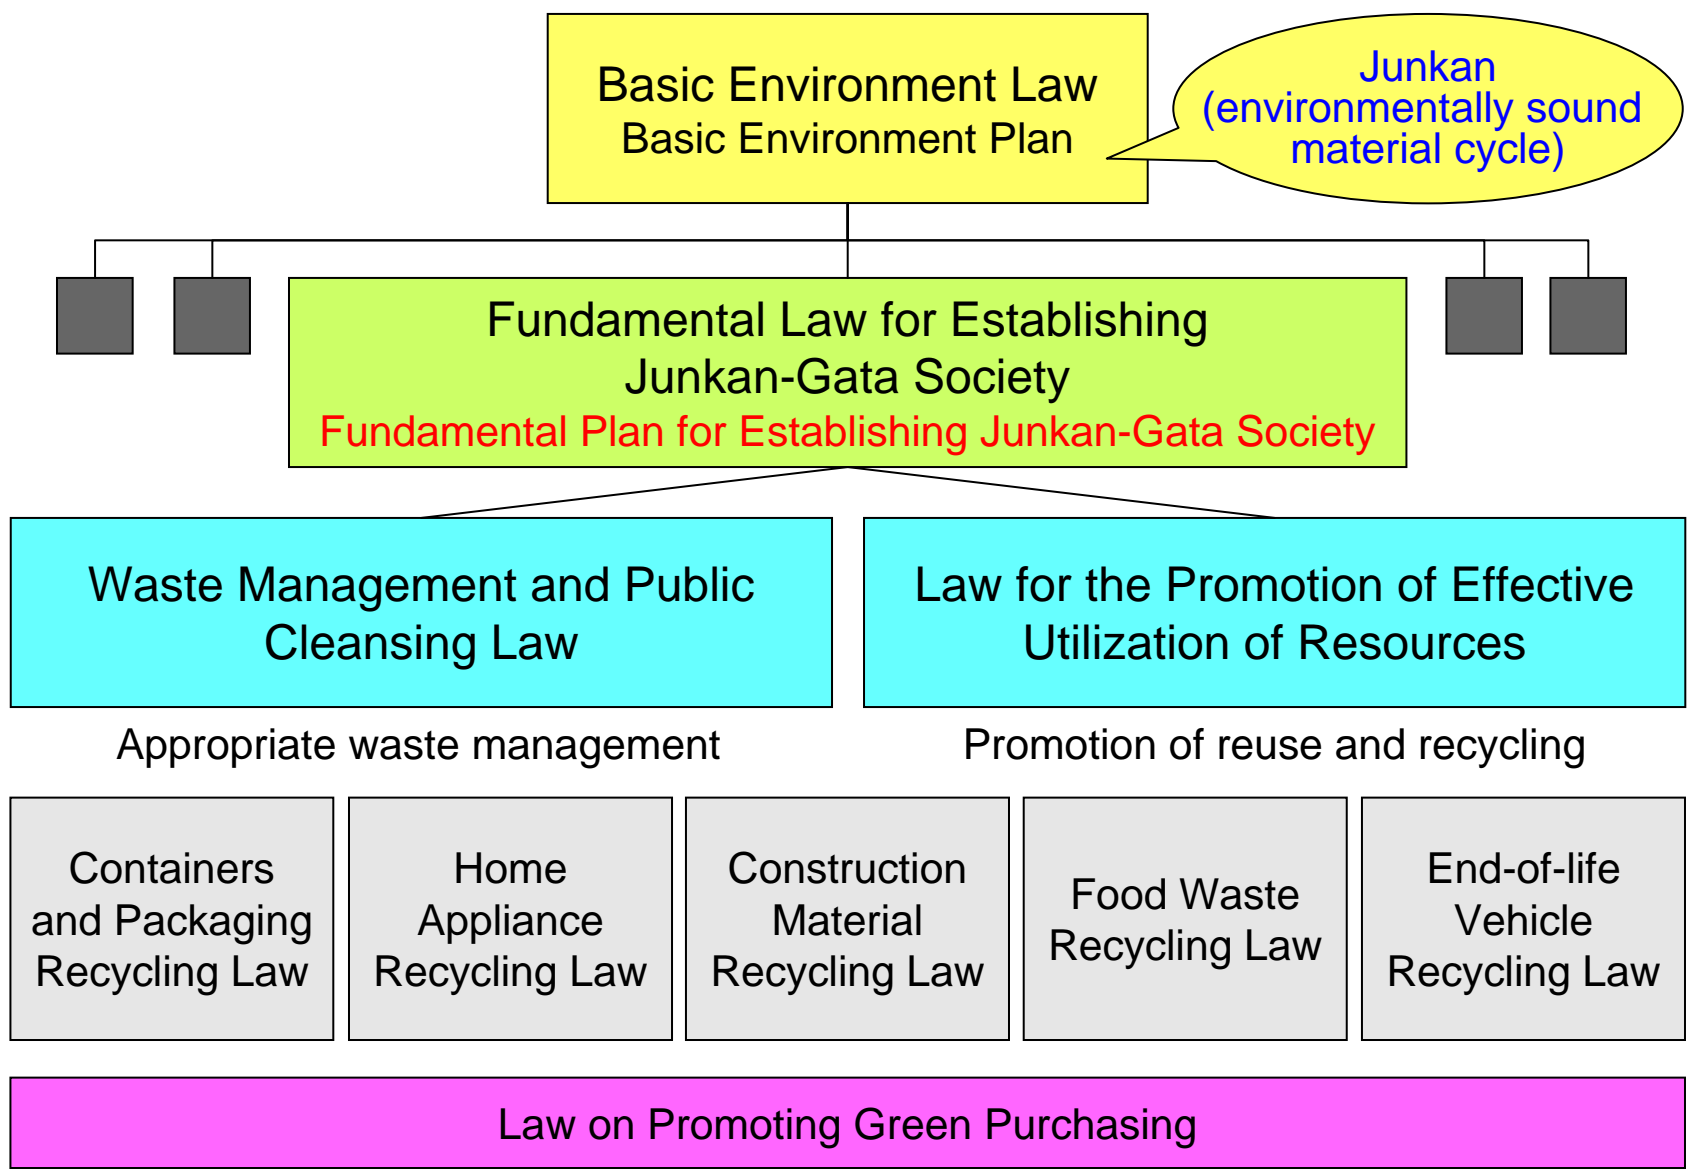 Basic Environment Law
Basic Environment Plan
Junkan
(environmentally sound
material cycle)
Fundamental Law for Establishing
Junkan-Gata Society
Fundamental Plan for Establishing Junkan-Gata Society
Waste Management and Public
Cleansing Law
Law for the Promotion of Effective
Utilization of Resources
Appropriate waste management
Promotion of reuse and recycling
Containers
and Packaging
Recycling Law
Home
Appliance
Recycling Law
Construction
Material
Recycling Law
Food Waste
Recycling Law
End-of-life
Vehicle
Recycling Law
Law on Promoting Green Purchasing